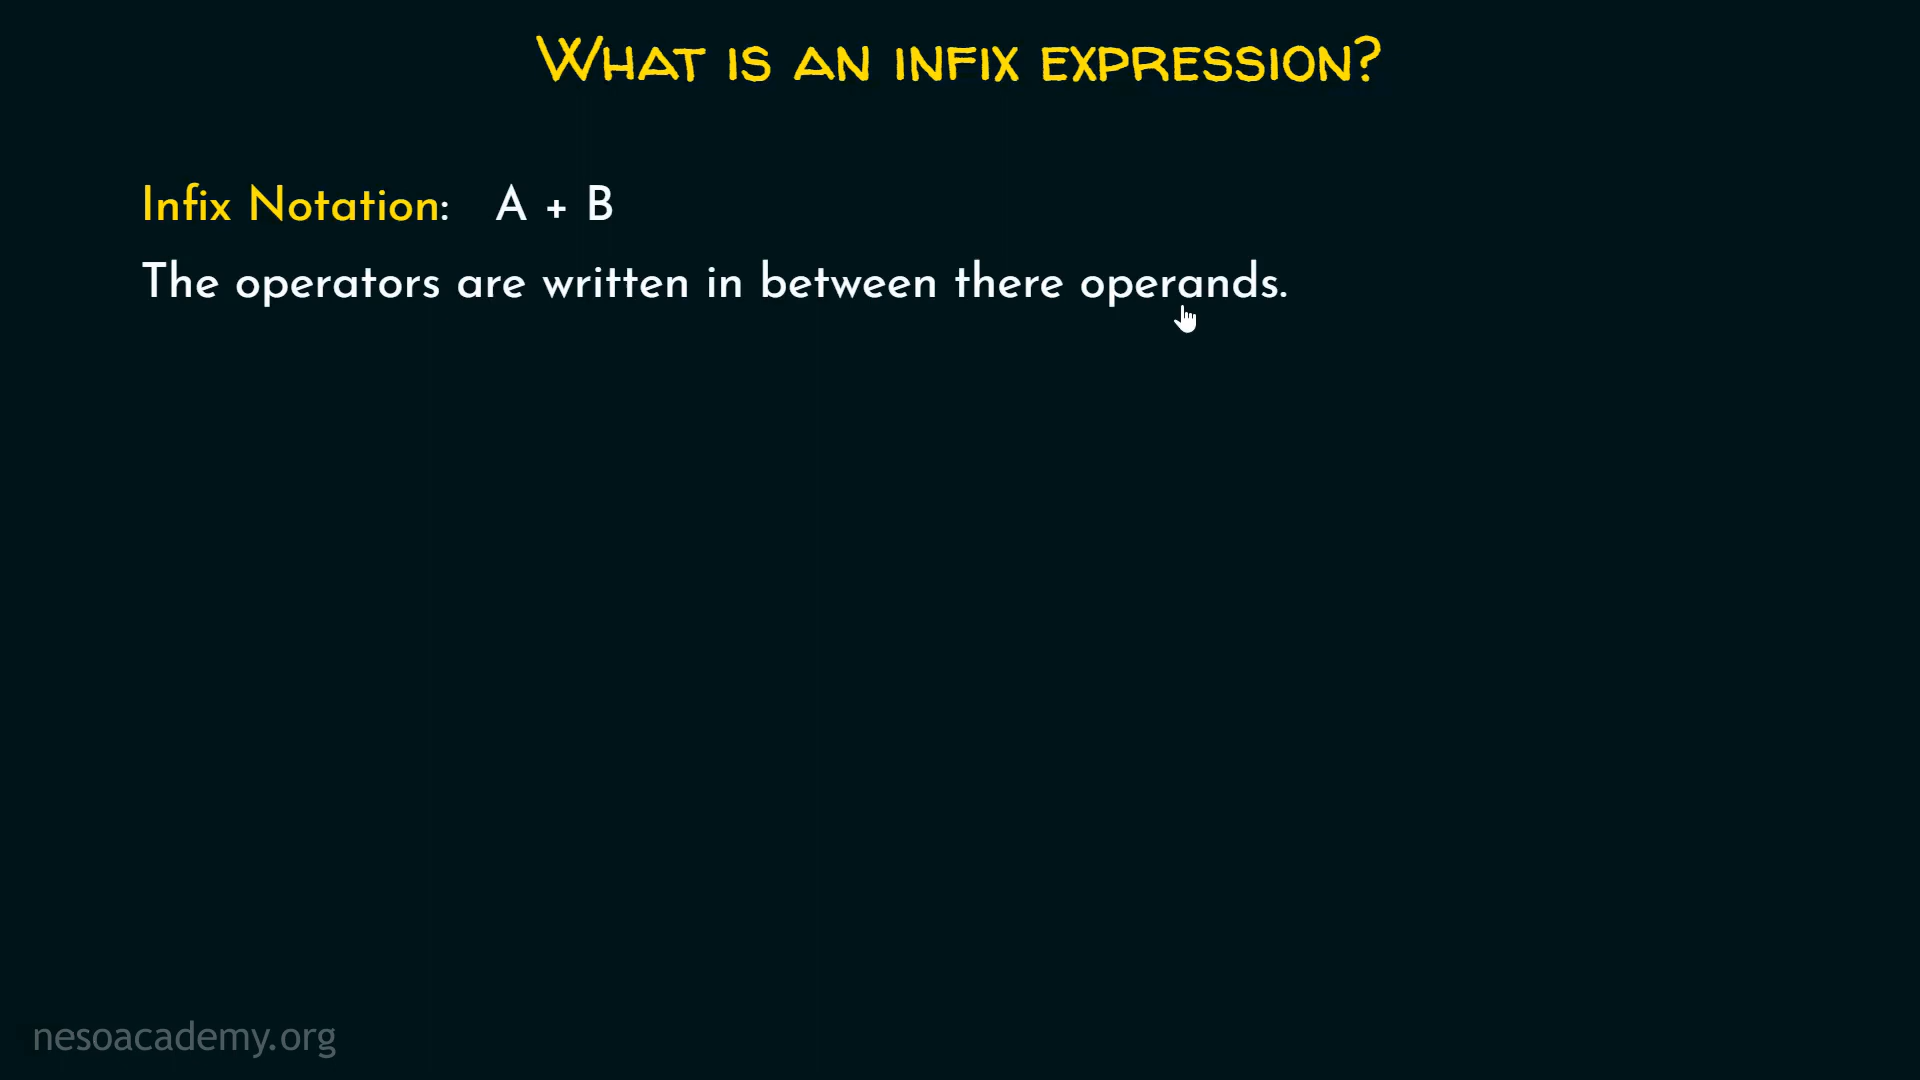 What is an infix expression?
Infix Notation: A + B
The operators are written in between there operands.
nesoacademy.org